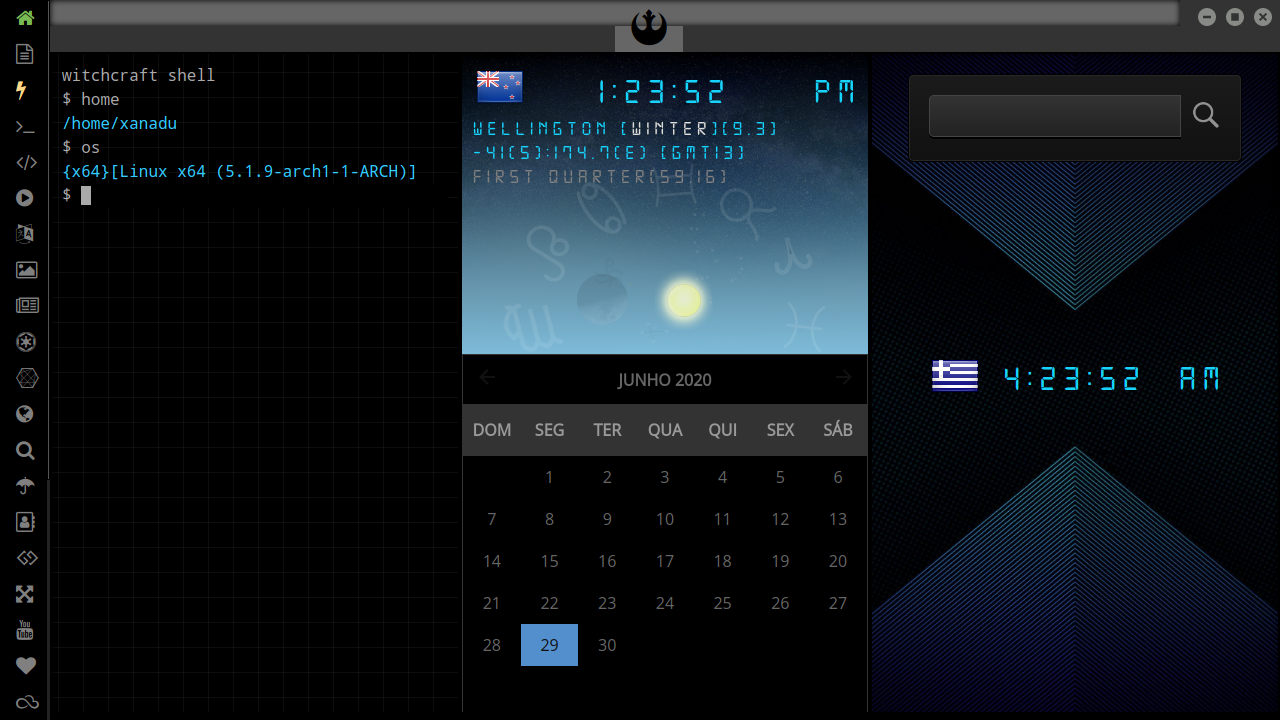 witchcraft shell
$ home
/home/xanadu
$ os
{x64}[Linux x64 (5.1.9-arch1-1-ARCH)]
$
1:23:52 PM
WELLINGTON [WINTER][9.3]
-41(S):174.7(E) [GMT13]
FIRST QUARTER(59.16)
JUNHO 2020
DOM SEG TER QUA QUI SEX SÁB
1 2 3 4 5 6
7 8 9 10 11 12 13
14 15 16 17 18 19 20
21 22 23 24 25 26 27
28 29 30
4:23:52 AM
You
Tube